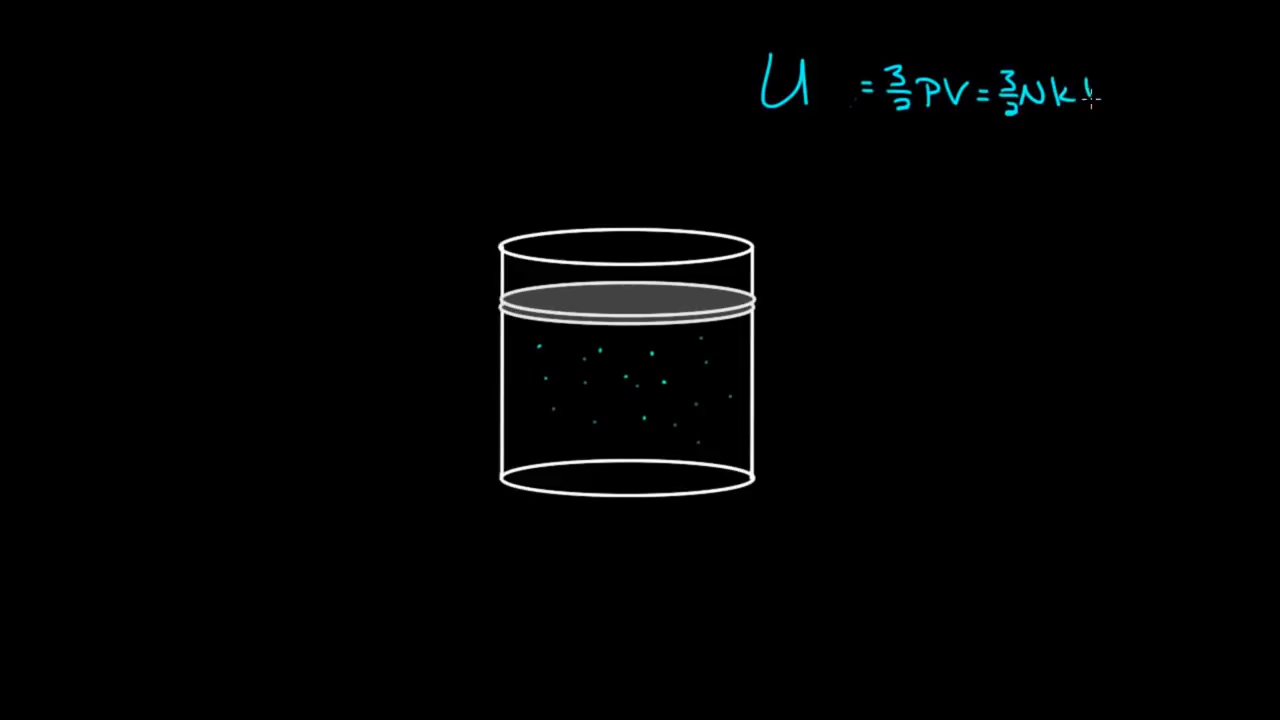 U = 3/2 PV = 3/2 Nk